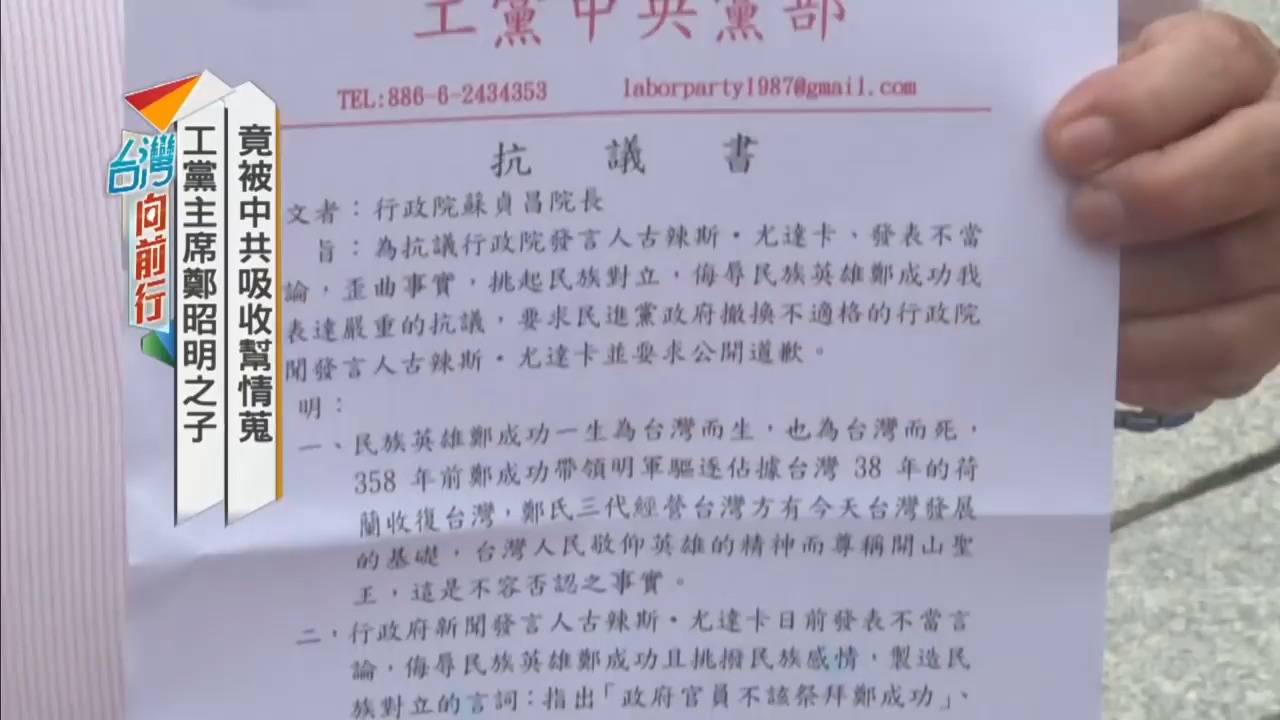 工黨中央黨部
TEL:886-6-2434353 laborparty1987@gmail.com
抗議書
文者：行政院蘇貞昌院長
旨：為抗議行政院發言人古辣斯·尤達卡、發表不當
論，歪曲事實，挑起民族對立，侮辱民族英雄鄭成功我
表達嚴重的抗議，要求民進黨政府撤換不適格的行政院
聞發言人古辣斯·尤達卡並要求公開道歉。
明：
一、民族英雄鄭成功一生為台灣而生，也為台灣而死，
358 年前鄭成功帶領明軍驅逐佔據台灣 38 年的荷
蘭收復台灣，鄭氏三代經營台灣方有今天台灣發展
的基礎，台灣人民敬仰英雄的精神而尊稱開山聖
王，這是不容否認之事實。
二，行政府新聞發言人古辣斯·尤達卡日前發表不當言
論，侮辱民族英雄鄭成功且挑撥民族感情，製造民
族對立的言詞：指出「政府官員不該祭拜鄭成功」、
台灣向前行
竟被中共吸收幫情蒐
工黨主席鄭昭明之子